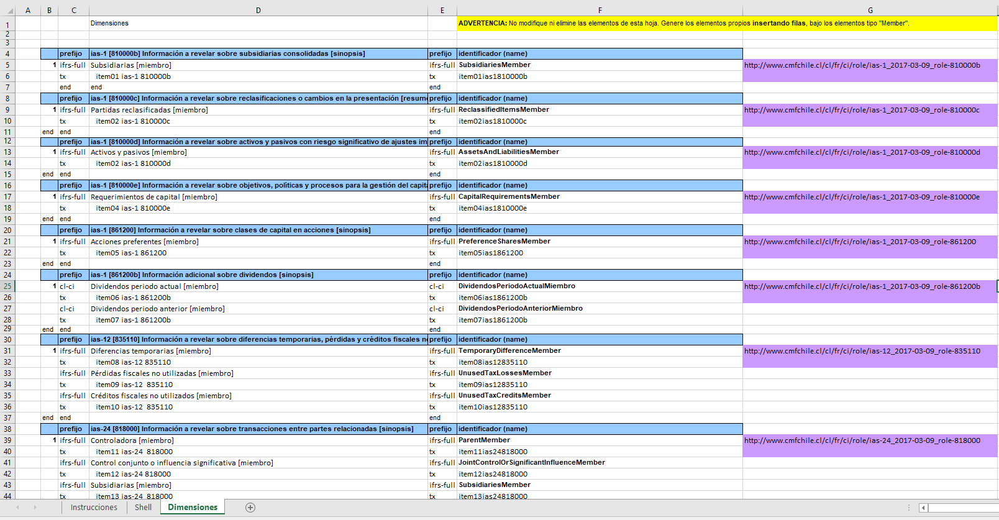 A B C D E F G
1 Dimensiones ADVERTENCIA: No modifique ni elimine las elementos de esta hoja. Genere los elementos propios insertando filas, bajo los elementos tipo "Member".
2
3
4 prefijo ias-1 [810000b] Información a revelar sobre subsidiarias consolidadas [sinopsis] prefijo identificador (name)
5 1 ifrs-full Subsidiarias [miembro] ifrs-full SubsidiariesMember http://www.cmfchile.cl/cl/fr/ci/role/ias-1_2017-03-09_role-810000b
6 tx item01 ias-1 810000b tx item01ias1810000b
7 end end end
8 prefijo ias-1 [810000c] Información a revelar sobre reclasificaciones o cambios en la presentación [resum prefijo identificador (name)
9 1 ifrs-full Partidas reclasificadas [miembro] ifrs-full ReclassifiedItemsMember http://www.cmfchile.cl/cl/fr/ci/role/ias-1_2017-03-09_role-810000c
10 tx item02 ias-1 810000c tx item02ias1810000c
11 end end end
12 prefijo ias-1 [810000d] Información a revelar sobre activos y pasivos con riesgo significativo de ajustes im prefijo identificador (name)
13 1 ifrs-full Activos y pasivos [miembro] ifrs-full AssetsAndLiabilitiesMember http://www.cmfchile.cl/cl/fr/ci/role/ias-1_2017-03-09_role-810000d
14 tx item02 ias-1 810000d tx item02ias1810000d
15 end end end
16 prefijo ias-1 [810000e] Información a revelar sobre objetivos, políticas y procesos para la gestión del capit prefijo identificador (name)
17 1 ifrs-full Requerimientos de capital [miembro] ifrs-full CapitalRequirementsMember http://www.cmfchile.cl/cl/fr/ci/role/ias-1_2017-03-09_role-810000e
18 tx item04 ias-1 810000e tx item04ias1810000e
19 end end end
20 prefijo ias-1 [861200] Información a revelar sobre clases de capital en acciones [sinopsis] prefijo identificador (name)
21 1 ifrs-full Acciones preferentes [miembro] ifrs-full PreferenceSharesMember http://www.cmfchile.cl/cl/fr/ci/role/ias-1_2017-03-09_role-861200
22 tx item05 ias-1 861200 tx item05ias1861200
23 end end end
24 prefijo ias-1 [861200b] Información adicional sobre dividendos [sinopsis] prefijo identificador (name)
25 1 cl-ci Dividendos periodo actual [miembro] cl-ci DividendosPeriodoActualMiembro http://www.cmfchile.cl/cl/fr/ci/role/ias-1_2017-03-09_role-861200b
26 tx item06 ias-1 861200b tx item06ias1861200b
27 cl-ci Dividendos periodo anterior [miembro] cl-ci DividendosPeriodoAnteriorMiembro
28 tx item07 ias-1 861200b tx item07ias1861200b
29 end end end
30 prefijo ias-12 [835110] Información a revelar sobre diferencias temporarias, pérdidas y créditos fiscales n prefijo identificador (name)
31 1 ifrs-full Diferencias temporarias [miembro] ifrs-full TemporaryDifferenceMember http://www.cmfchile.cl/cl/fr/ci/role/ias-12_2017-03-09_role-835110
32 tx item08 ias-12 835110 tx item08ias12835110
33 ifrs-full Pérdidas fiscales no utilizadas [miembro] ifrs-full UnusedTaxLossesMember
34 tx item09 ias-12 835110 tx item09ias12835110
35 ifrs-full Créditos fiscales no utilizados [miembro] ifrs-full UnusedTaxCreditsMember
36 tx item10 ias-12 835110 tx item10ias12835110
37 end end end
38 prefijo ias-24 [818000] Información a revelar sobre transacciones entre partes relacionadas [sinopsis] prefijo identificador (name)
39 1 ifrs-full Controladora [miembro] ifrs-full ParentMember http://www.cmfchile.cl/cl/fr/ci/role/ias-24_2017-03-09_role-818000
40 tx item11 ias-24 818000 tx item11ias24818000
41 ifrs-full Control conjunto o influencia significativa [miembro] ifrs-full JointControlOrSignificantInfluenceMember
42 tx item12 ias-24 818000 tx item12ias24818000
43 ifrs-full Subsidiarias [miembro] ifrs-full SubsidiariesMember
44 tx item13 ias-24 818000 tx item13ias24818000
Instrucciones Shell Dimensiones